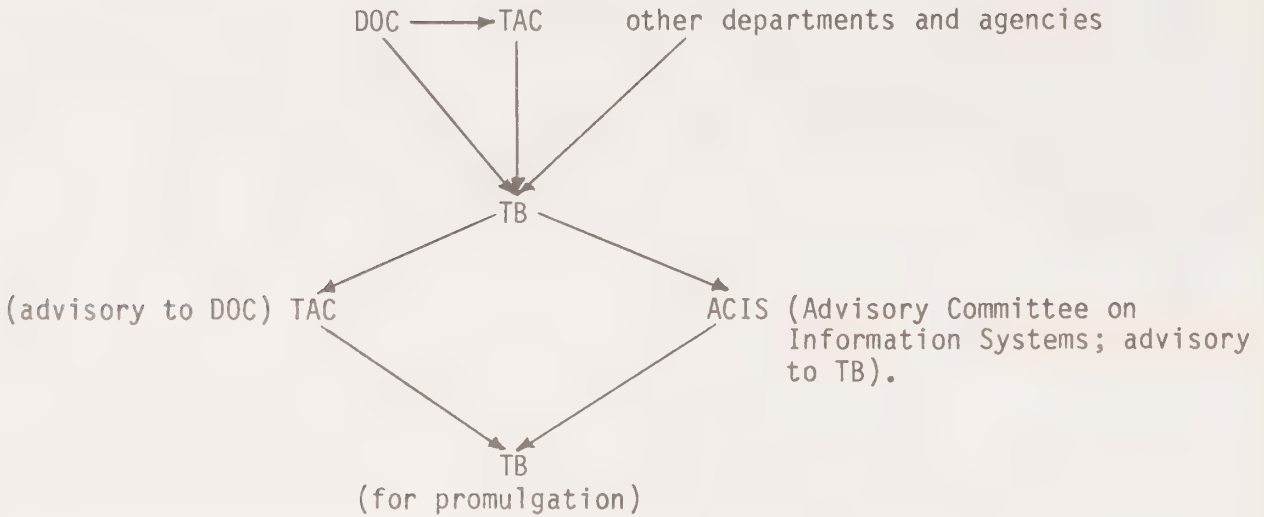 DOC TAC other departments and agencies
TB
(advisory to DOC) TAC ACIS (Advisory Committee on
Information Systems; advisory
to TB).
TB
(for promulgation)